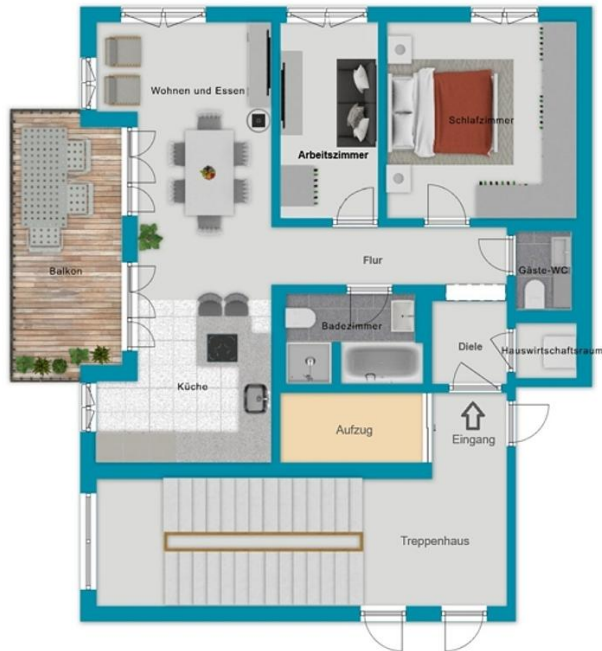 Wohnen und Essen
Arbeitszimmer
Schlafzimmer
Balkon
Flur
Gäste-WC
Badezimmer
Diele
Hauswirtschaftsraum
Küche
Aufzug
Eingang
Treppenhaus